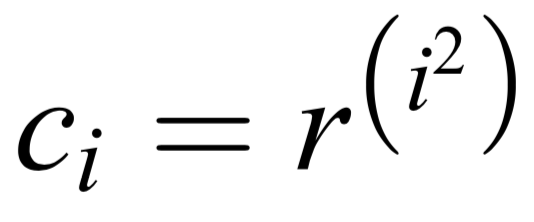 c_i = r^{(i^2)}